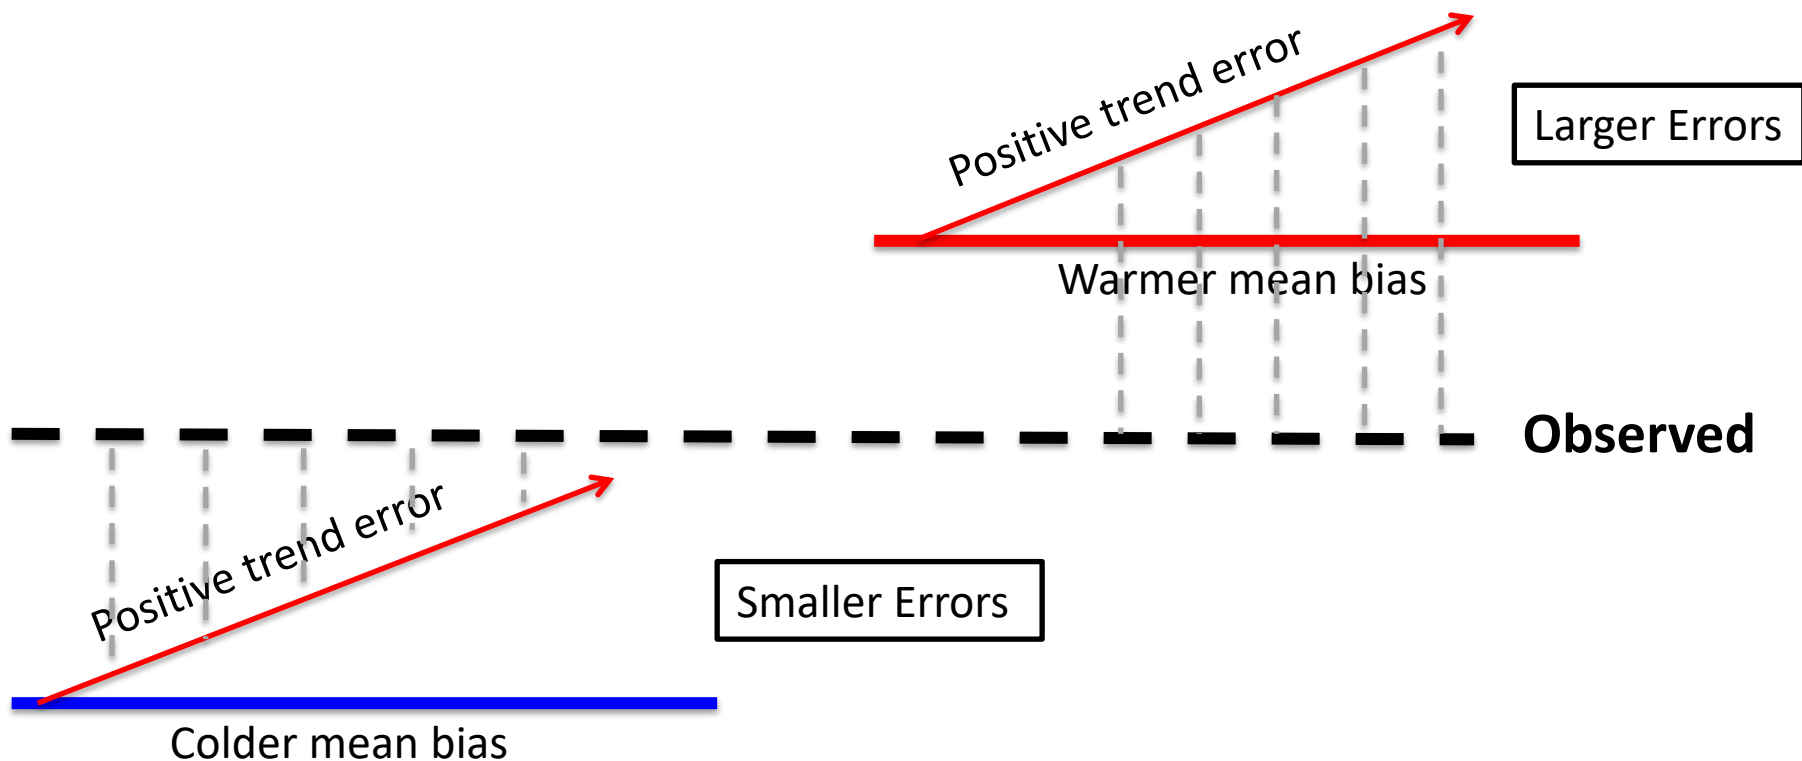 Positive trend error
Larger Errors
Warmer mean bias
Observed
Positive trend error
Smaller Errors
Colder mean bias